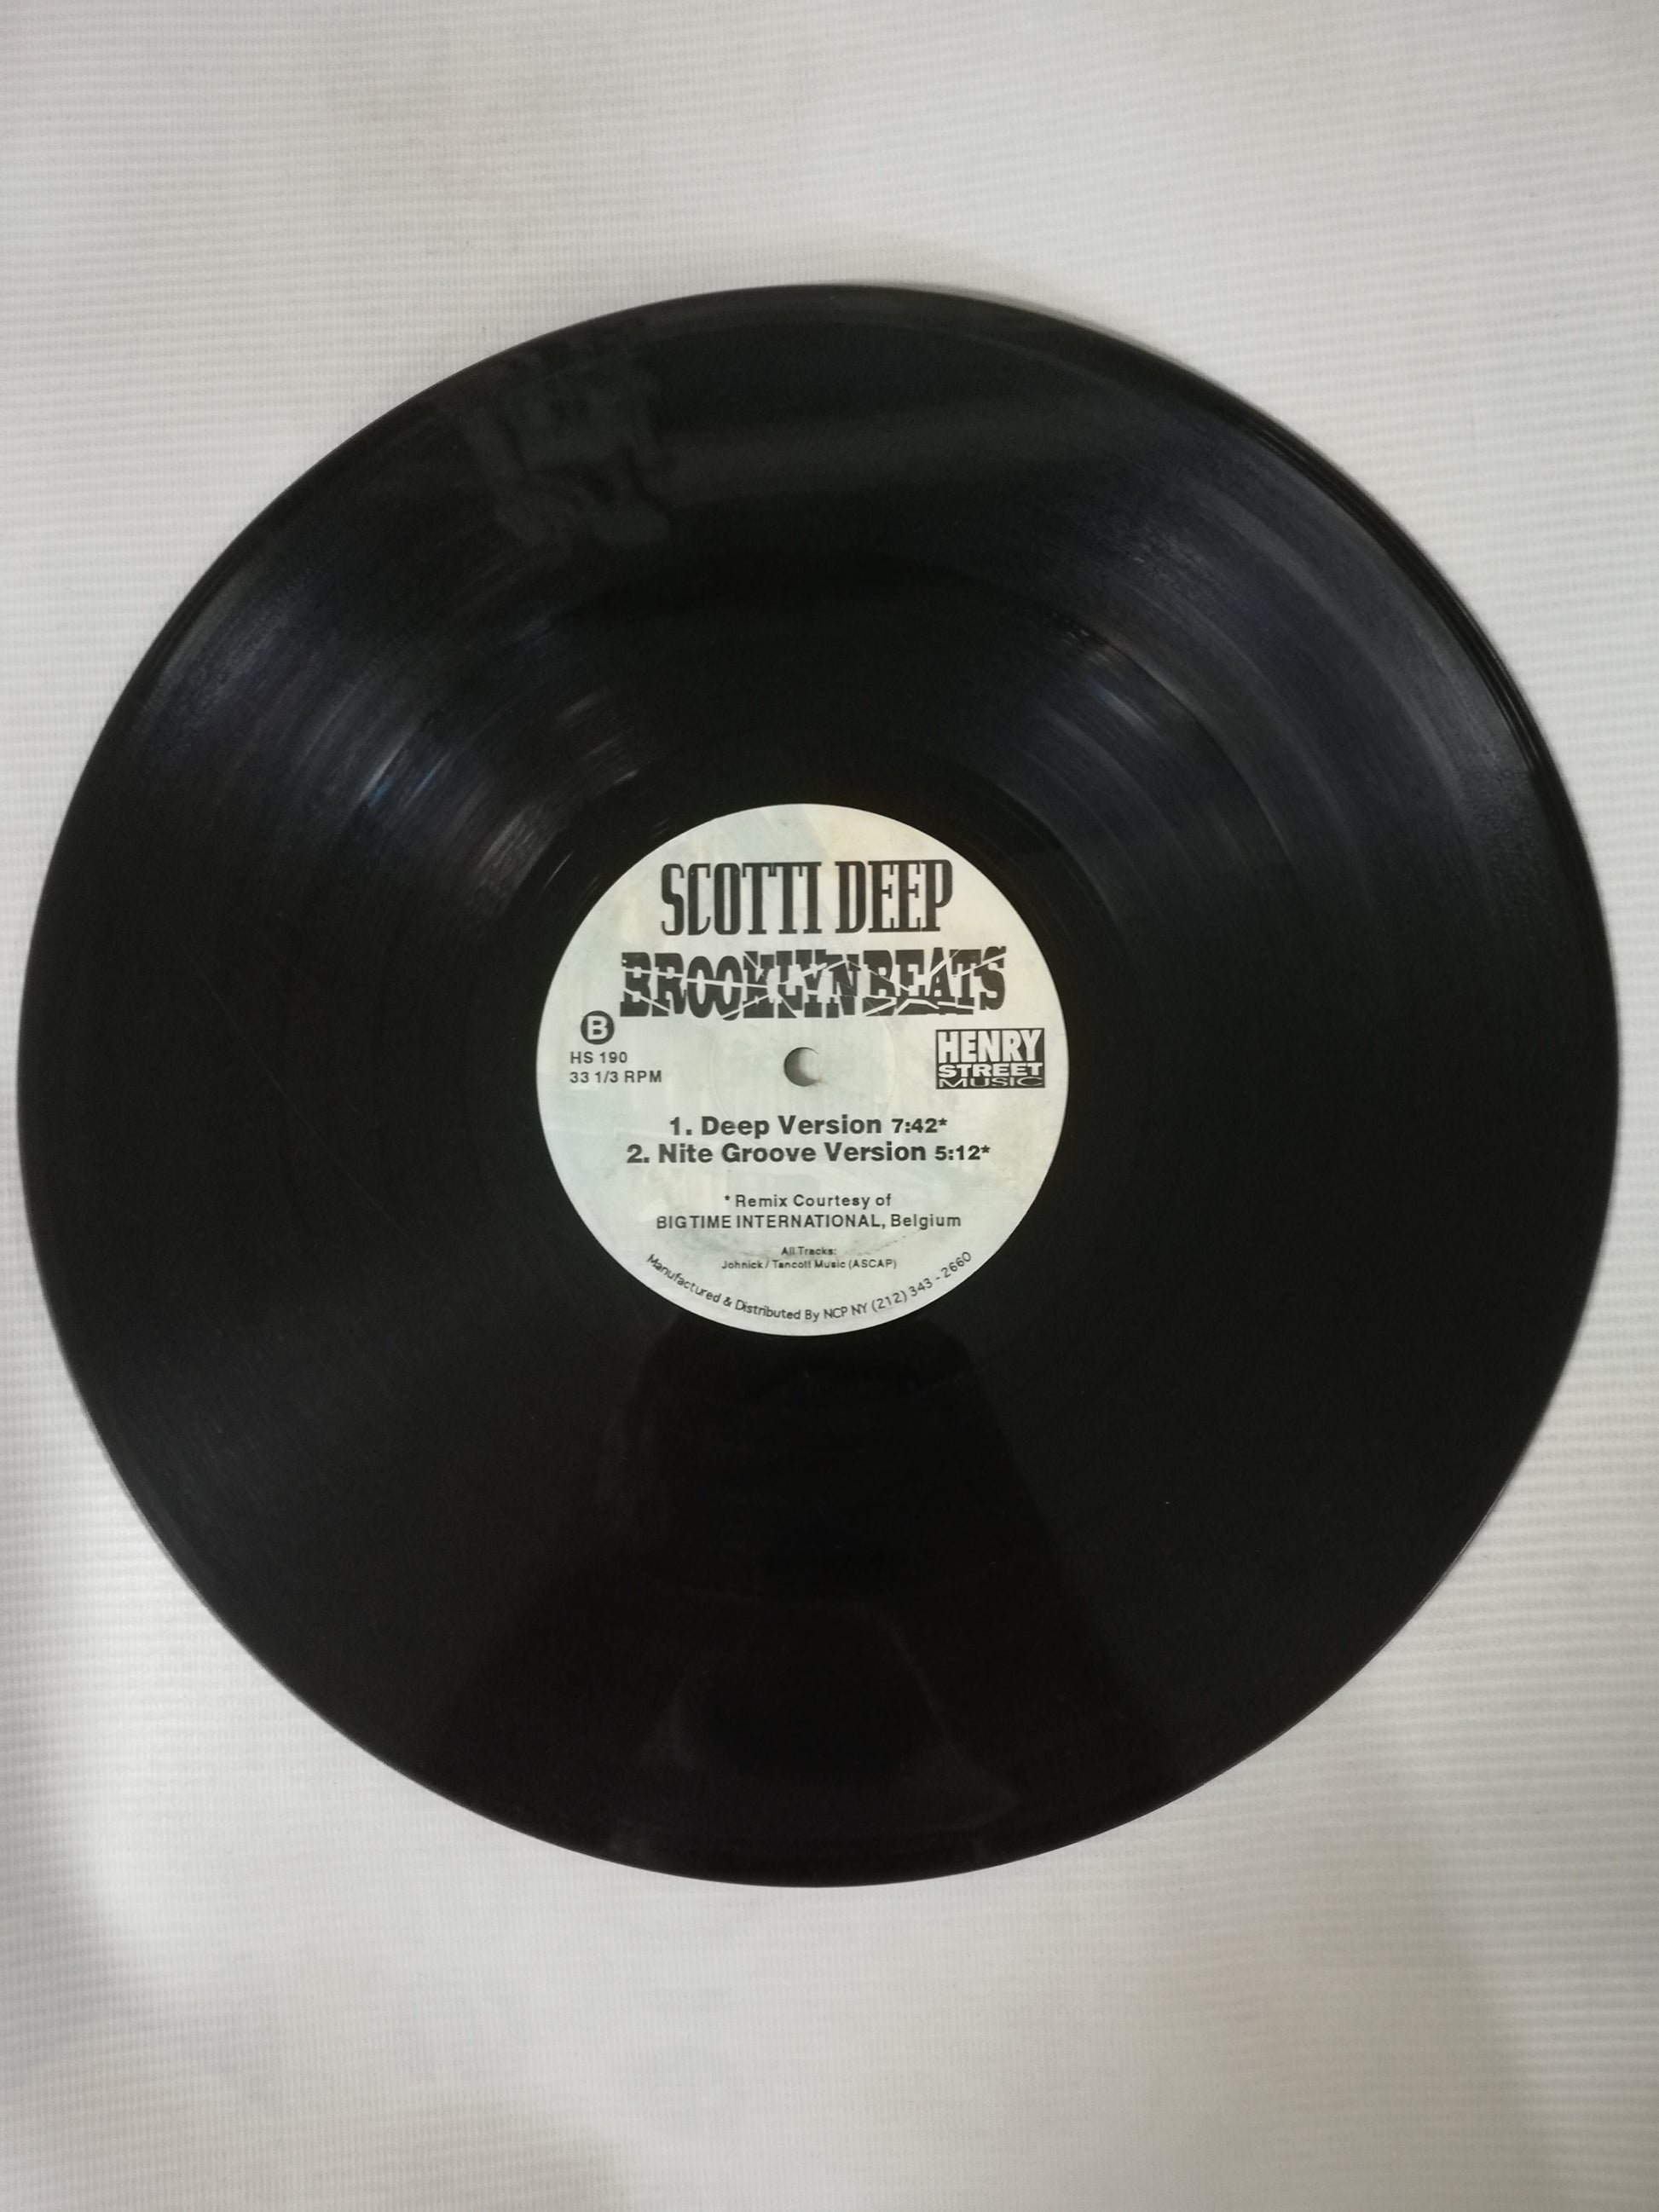 SCOTTI DEEP
BROOKLYN BEATS
B
HS 190
33 1/3 RPM
HENRY
STREET
MUSIC
1. Deep Version 7:42*
2. Nite Groove Version 5:12*
* Remix Courtesy of
BIGTIME INTERNATIONAL, Belgium
All Tracks:
Johnick / Tancott Music (ASCAP)
Manufactured & Distributed By NCP NY (212) 343 - 2660